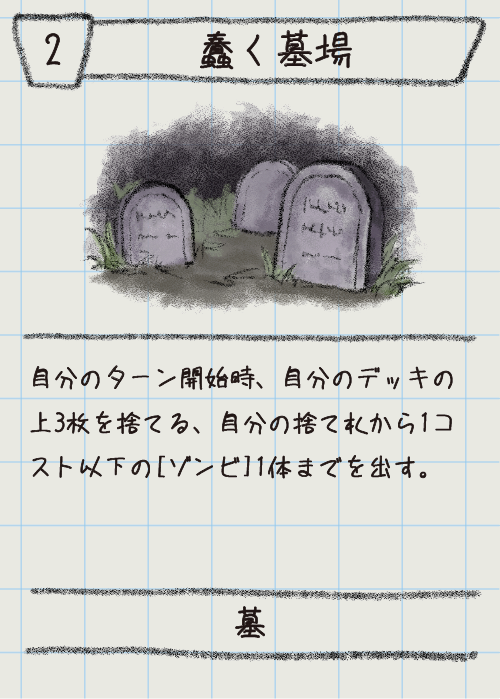 2
蠢く墓場
自分のターン開始時、自分のデッキの
上3枚を捨てる、自分の捨て札から1コ
スト以下の[ゾンビ]1体までを出す。
墓